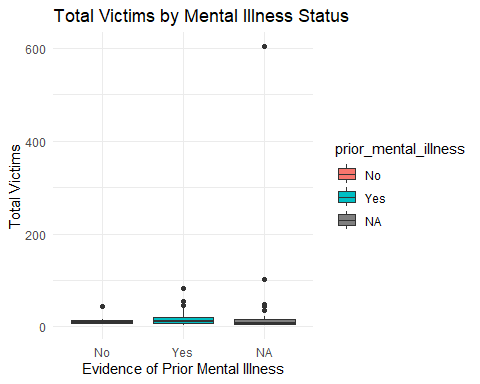 Total Victims by Mental Illness Status
Total Victims
600
400
200
0
No
Yes
NA
Evidence of Prior Mental Illness
prior_mental_illness
No
Yes
NA